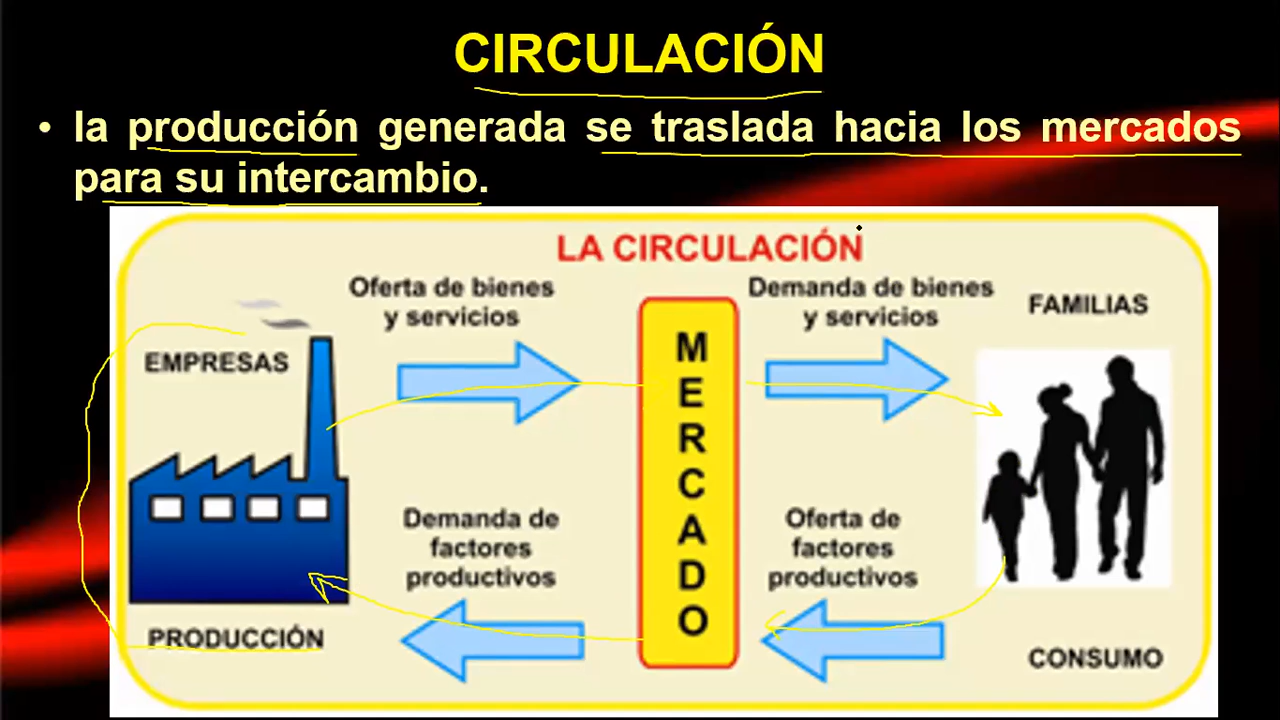 CIRCULACIÓN
• la producción generada se traslada hacia los mercados
para su intercambio.
LA CIRCULACIÓN
Oferta de bienes
y servicios
Demanda de bienes
y servicios
FAMILIAS
EMPRESAS
MERCADO
Demanda de
factores
productivos
Oferta de
factores
productivos
PRODUCCIÓN
CONSUMO